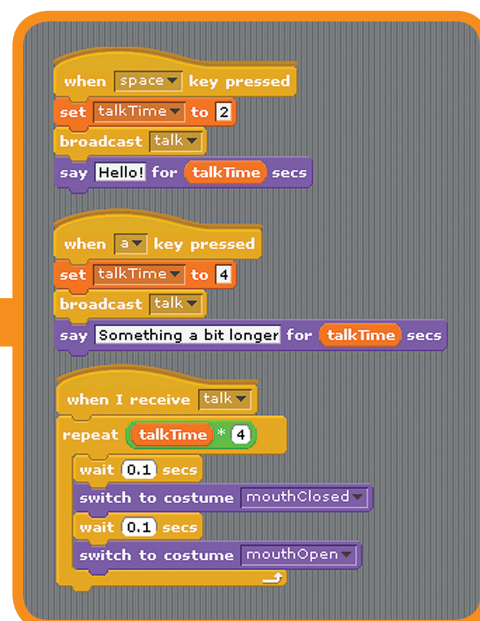 when space key pressed
set talkTime to 2
broadcast talk
say Hello! for talkTime secs
when a key pressed
set talkTime to 4
broadcast talk
say Something a bit longer for talkTime secs
when I receive talk
repeat talkTime * 4
wait 0.1 secs
switch to costume mouthClosed
wait 0.1 secs
switch to costume mouthOpen